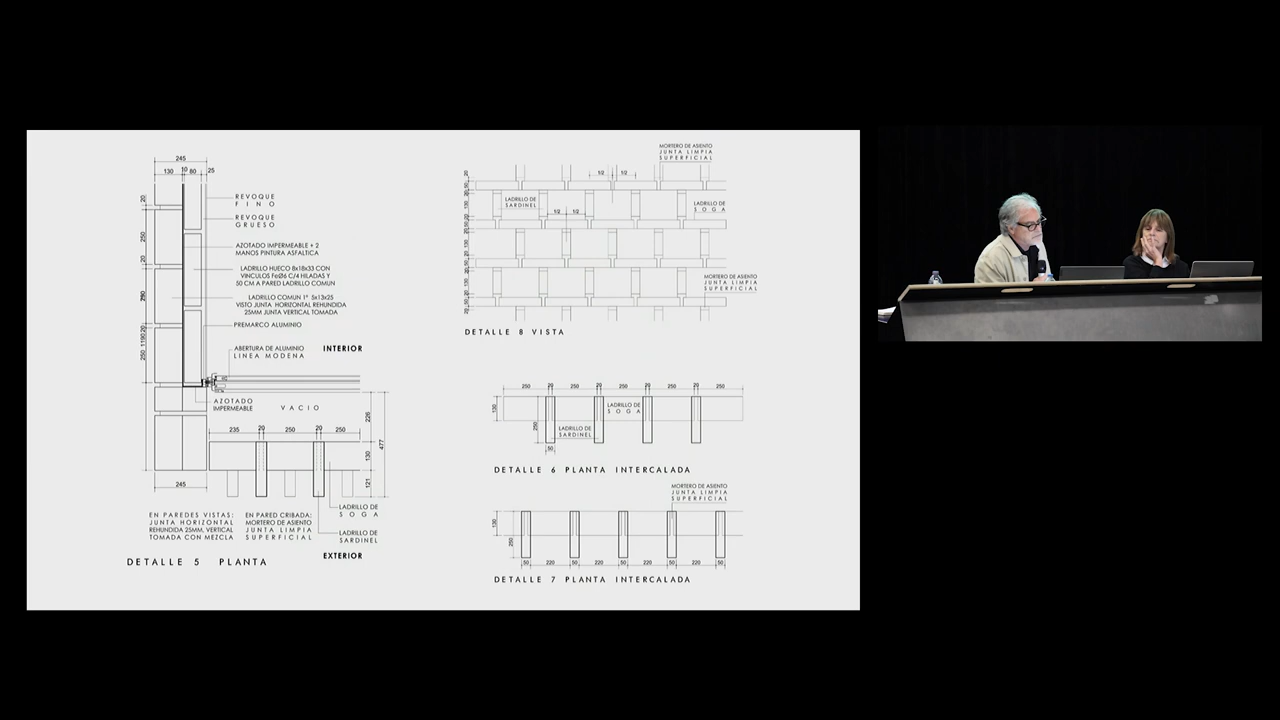 245
130 10 80 25
REVOQUE
FINO
REVOQUE
GRUESO
AZOTADO IMPERMEABLE + 2
MANOS PINTURA ASFALTICA
LADRILLO HUECO 8x18x33 CON
VINCULOS FeØ6 C/4 HILADAS Y
50 CM A PARED LADRILLO COMUN
LADRILLO COMUN 1° 5x13x25
VISTO JUNTA HORIZONTAL REHUNDIDA
25MM JUNTA VERTICAL TOMADA
PREMARCO ALUMINIO
ABERTURA DE ALUMINIO
LINEA MODENA
INTERIOR
AZOTADO
IMPERMEABLE
VACIO
20
250
20
250
20
250
235 20 250 20 250
226
130
121
477
245
LADRILLO DE
SOGA
LADRILLO DE
SARDINEL
EXTERIOR
EN PAREDES VISTAS:
JUNTA HORIZONTAL
REHUNDIDA 25MM, VERTICAL
TOMADA CON MEZCLA
EN PARED CRIBADA:
MORTERO DE ASIENTO
JUNTA LIMPIA
SUPERFICIAL
DETALLE 5 PLANTA
MORTERO DE ASIENTO
JUNTA LIMPIA
SUPERFICIAL
1/2 1/2
LADRILLO DE
SARDINEL
LADRILLO DE
SOGA
1/2 1/2
MORTERO DE ASIENTO
JUNTA LIMPIA
SUPERFICIAL
DETALLE 8 VISTA
250 20 250 20 250 20 250 20 250
130
250
LADRILLO DE
SOGA
LADRILLO DE
SARDINEL
50
DETALLE 6 PLANTA INTERCALADA
MORTERO DE ASIENTO
JUNTA LIMPIA
SUPERFICIAL
130
250
50 220 50 220 50 220 50 220 50
DETALLE 7 PLANTA INTERCALADA